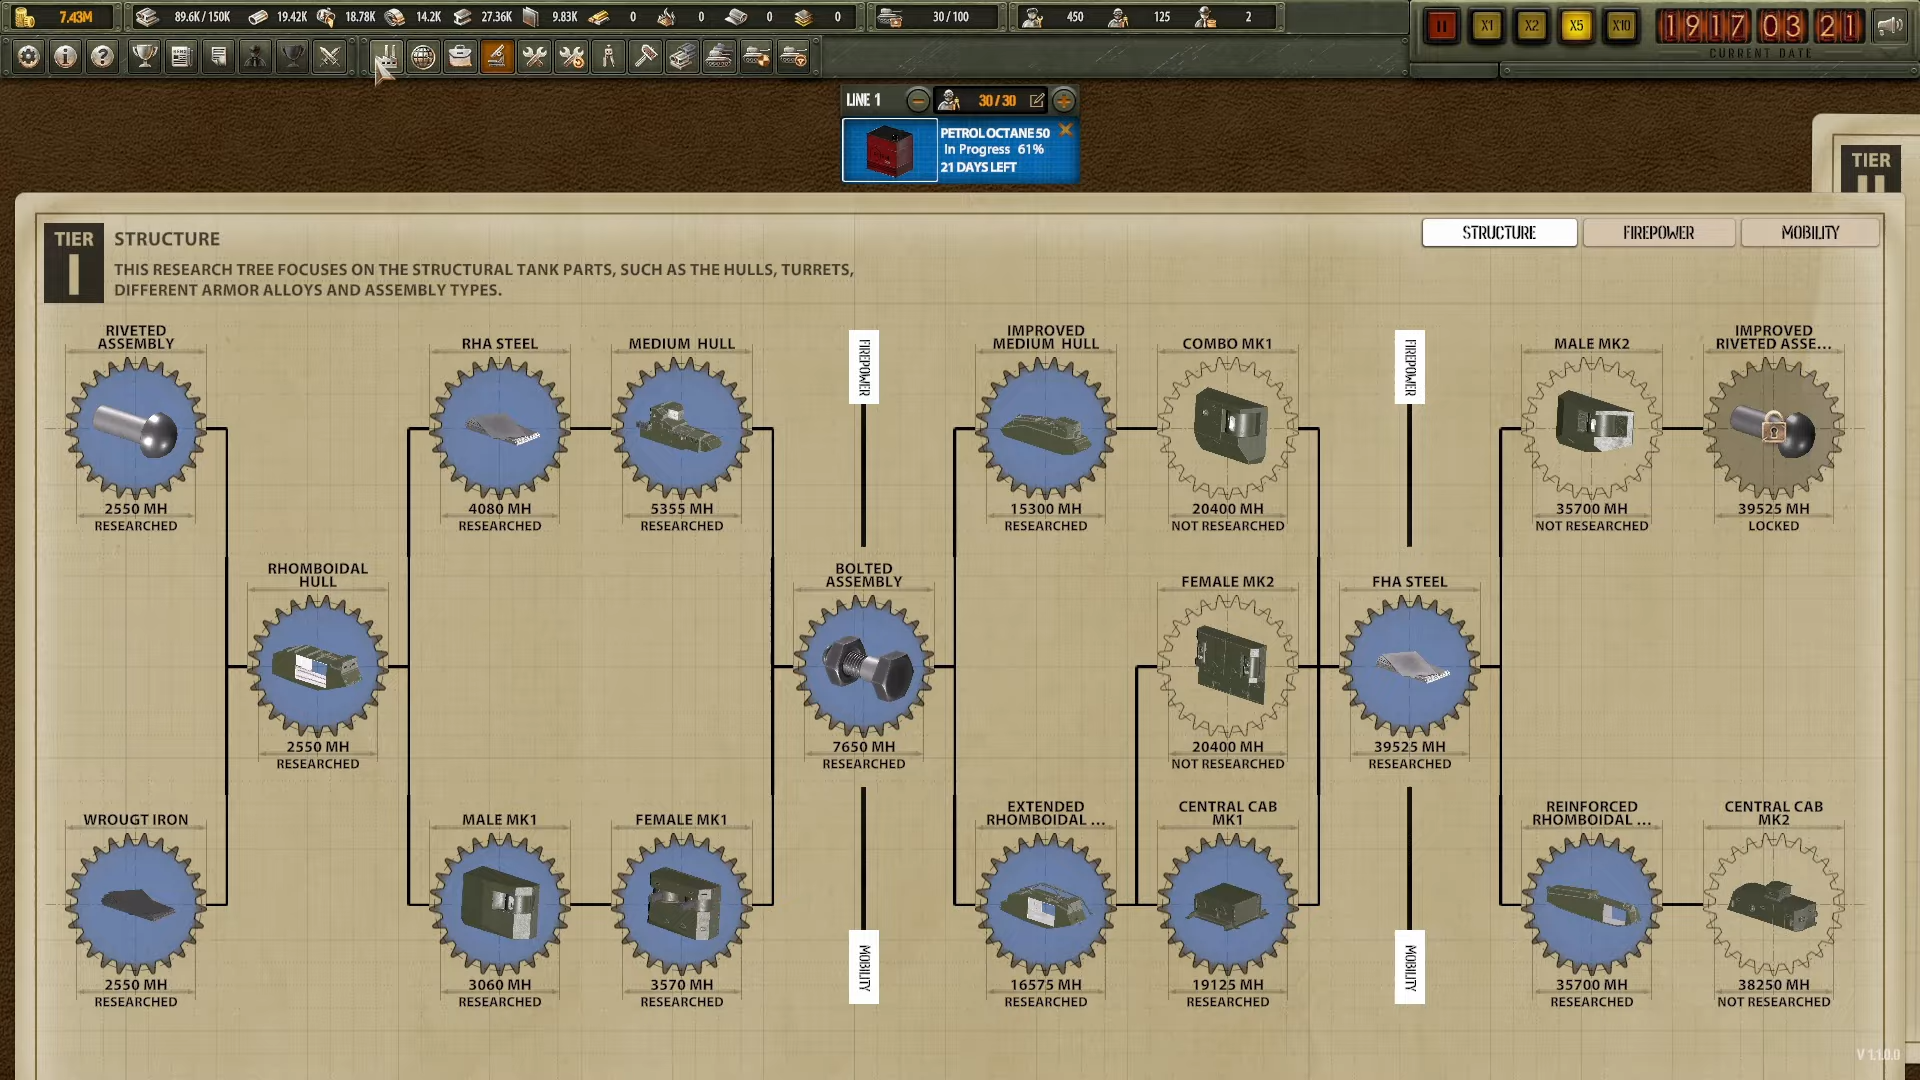 7.43M 89.6K / 150K 19.42K 18.78K 14.2K 27.36K 9.83K 0 0 0 0 30 / 100 450 125 2
X1 X2 X5 X10 1917 03 21
CURRENT DATE
LINE 1 30 / 30
PETROL OCTANE 50
In Progress 61%
21 DAYS LEFT
TIER
II
TIER
I
STRUCTURE
THIS RESEARCH TREE FOCUSES ON THE STRUCTURAL TANK PARTS, SUCH AS THE HULLS, TURRETS,
DIFFERENT ARMOR ALLOYS AND ASSEMBLY TYPES.
STRUCTURE FIREPOWER MOBILITY
RIVETED
ASSEMBLY
2550 MH
RESEARCHED
RHA STEEL
4080 MH
RESEARCHED
MEDIUM HULL
5355 MH
RESEARCHED
FIREPOWER
IMPROVED
MEDIUM HULL
15300 MH
RESEARCHED
COMBO MK1
20400 MH
NOT RESEARCHED
FIREPOWER
MALE MK2
35700 MH
NOT RESEARCHED
IMPROVED
RIVETED ASSE...
39525 MH
LOCKED
RHOMBOIDAL
HULL
2550 MH
RESEARCHED
BOLTED
ASSEMBLY
7650 MH
RESEARCHED
FEMALE MK2
20400 MH
NOT RESEARCHED
FHA STEEL
39525 MH
RESEARCHED
WROUGT IRON
2550 MH
RESEARCHED
MALE MK1
3060 MH
RESEARCHED
FEMALE MK1
3570 MH
RESEARCHED
MOBILITY
EXTENDED
RHOMBOIDAL ...
16575 MH
RESEARCHED
CENTRAL CAB
MK1
19125 MH
RESEARCHED
MOBILITY
REINFORCED
RHOMBOIDAL ...
35700 MH
RESEARCHED
CENTRAL CAB
MK2
38250 MH
NOT RESEARCHED
V 1.1.0.0